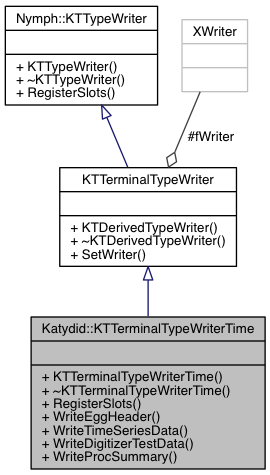 Nymph::KTTypeWriter
+ KTTypeWriter()
+ ~KTTypeWriter()
+ RegisterSlots()
XWriter
#fWriter
KTTerminalTypeWriter
+ KTDerivedTypeWriter()
+ ~KTDerivedTypeWriter()
+ SetWriter()
Katydid::KTTerminalTypeWriterTime
+ KTTerminalTypeWriterTime()
+ ~KTTerminalTypeWriterTime()
+ RegisterSlots()
+ WriteEggHeader()
+ WriteTimeSeriesData()
+ WriteDigitizerTestData()
+ WriteProcSummary()